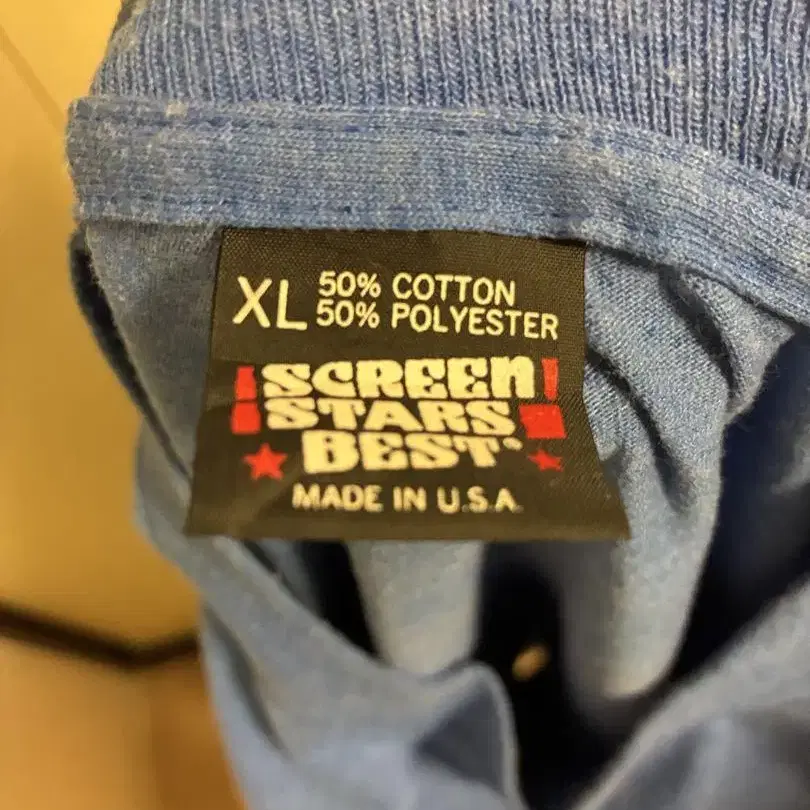 XL 50% COTTON
50% POLYESTER
SCREEN
STARS
BEST
MADE IN U.S.A.